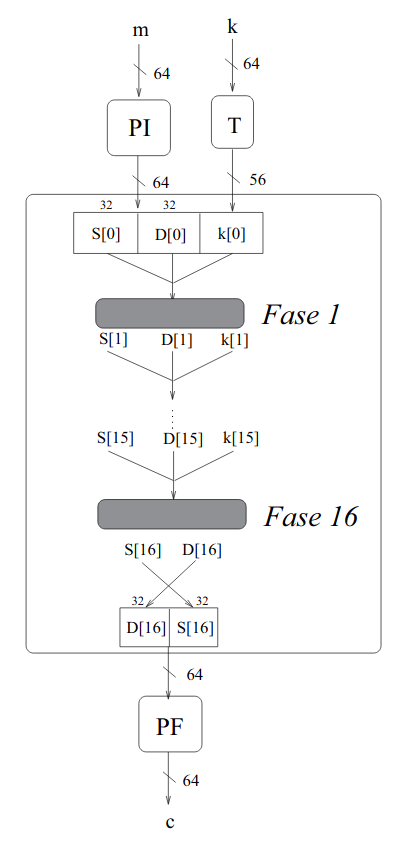 m k
64 64
PI T
64 56
32 32
S[0] D[0] k[0]
Fase 1
S[1] D[1] k[1]
S[15] D[15] k[15]
Fase 16
S[16] D[16]
32 32
D[16] S[16]
64
PF
64
c